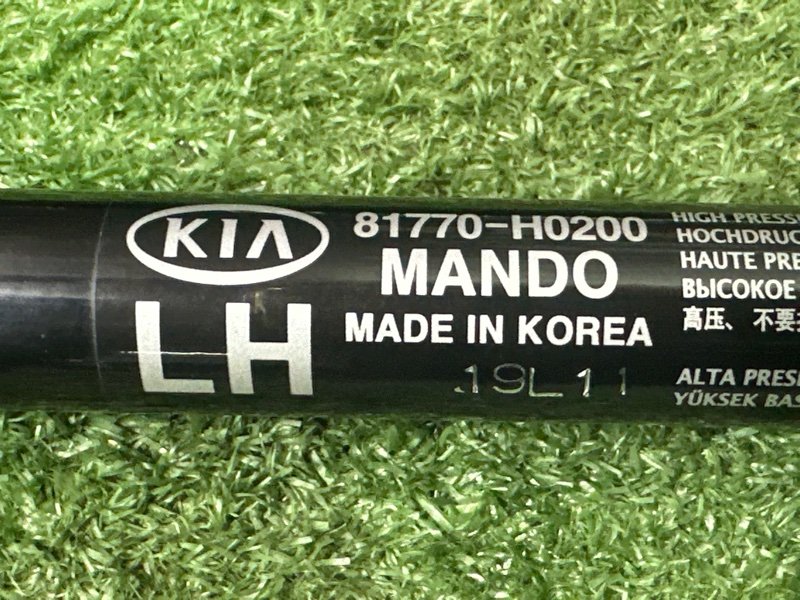 KIA
LH
81770-H0200
MANDO
MADE IN KOREA
19L11
HIGH
HOCHDRUC
HAUTE PRE
ВЫСОКОЕ
高压、不要
ALTA PRES
YÜKSEK BAS